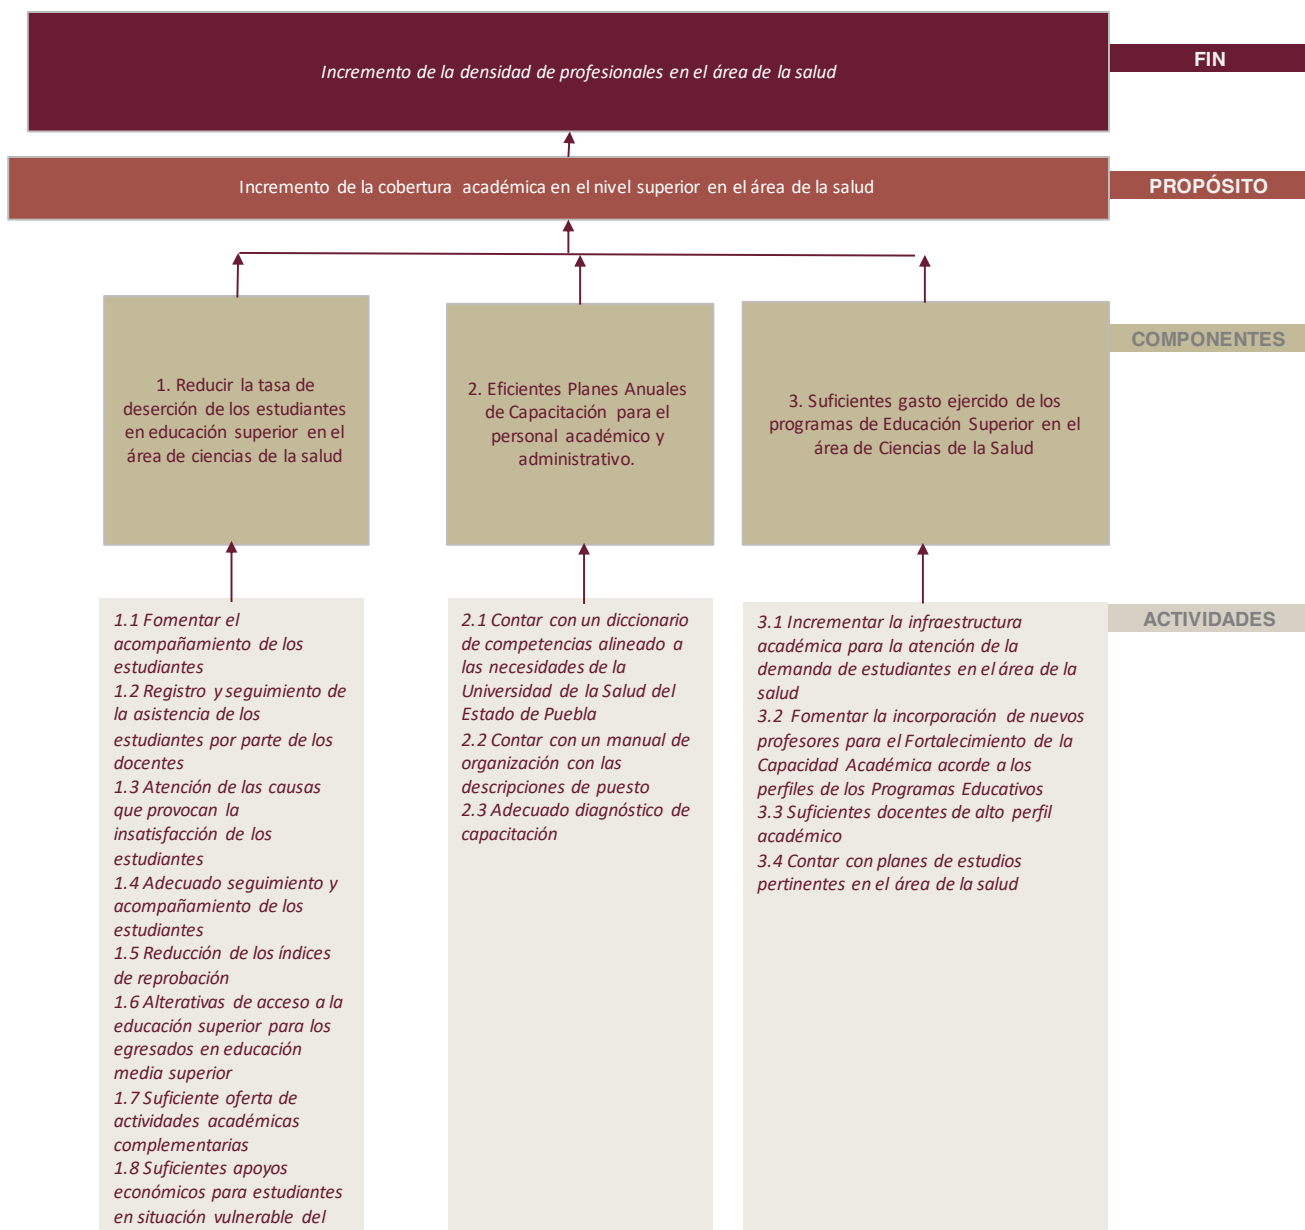 Incremento de la densidad de profesionales en el área de la salud
FIN
Incremento de la cobertura académica en el nivel superior en el área de la salud
PROPÓSITO
COMPONENTES
1. Reducir la tasa de
deserción de los estudiantes
en educación superior en el
área de ciencias de la salud
2. Eficientes Planes Anuales
de Capacitación para el
personal académico y
administrativo.
3. Suficientes gasto ejercido de los
programas de Educación Superior en el
área de Ciencias de la Salud
ACTIVIDADES
1.1 Fomentar el
acompañamiento de los
estudiantes
1.2 Registro y seguimiento de
la asistencia de los
estudiantes por parte de los
docentes
1.3 Atención de las causas
que provocan la
insatisfacción de los
estudiantes
1.4 Adecuado seguimiento y
acompañamiento de los
estudiantes
1.5 Reducción de los índices
de reprobación
1.6 Alterativas de acceso a la
educación superior para los
egresados en educación
media superior
1.7 Suficiente oferta de
actividades académicas
complementarias
1.8 Suficientes apoyos
económicos para estudiantes
en situación vulnerable del
2.1 Contar con un diccionario
de competencias alineado a
las necesidades de la
Universidad de la Salud del
Estado de Puebla
2.2 Contar con un manual de
organización con las
descripciones de puesto
2.3 Adecuado diagnóstico de
capacitación
3.1 Incrementar la infraestructura
académica para la atención de la
demanda de estudiantes en el área de la
salud
3.2 Fomentar la incorporación de nuevos
profesores para el Fortalecimiento de la
Capacidad Académica acorde a los
perfiles de los Programas Educativos
3.3 Suficientes docentes de alto perfil
académico
3.4 Contar con planes de estudios
pertinentes en el área de la salud